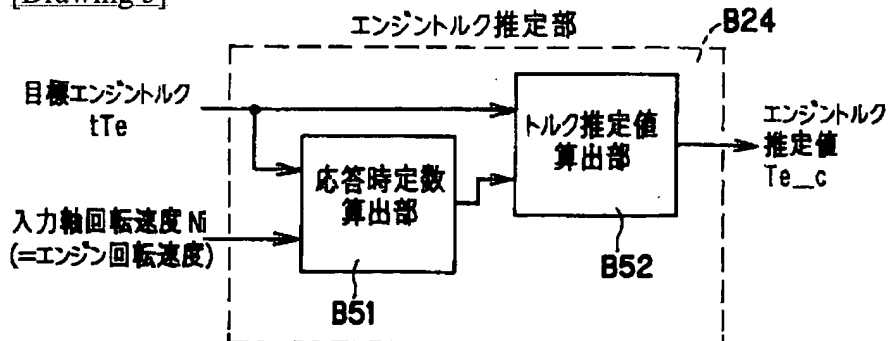 エンジントルク推定部
B24
目標エンジントルク
tTe
応答時定数
算出部
トルク推定値
算出部
エンジントルク
推定値
Te_c
入力軸回転速度 Ni
(=エンジン回転速度)
B51
B52